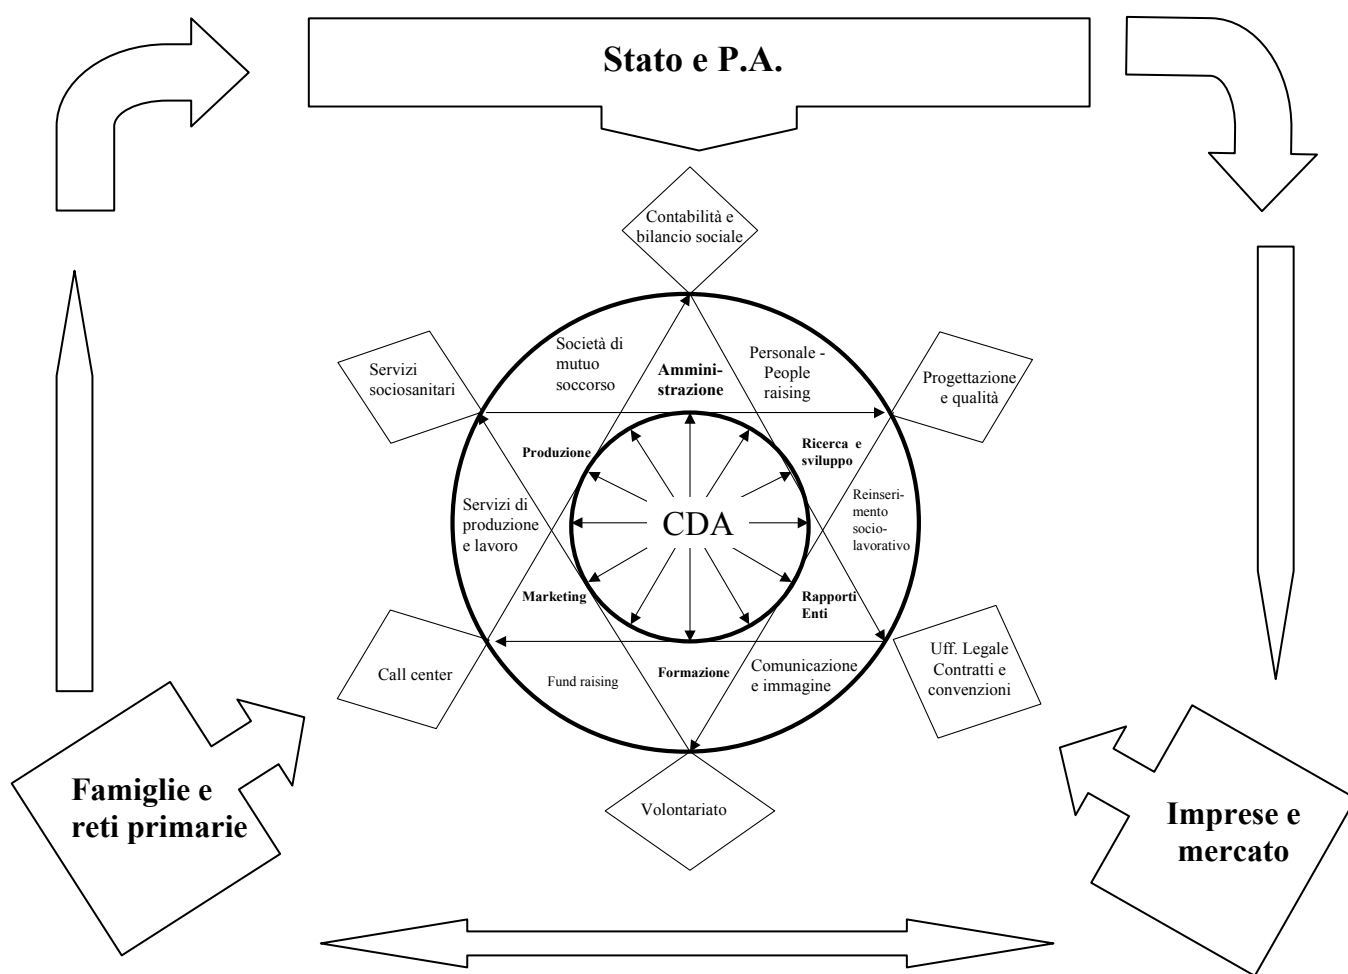 Stato e P.A.
Contabilità e
bilancio sociale
Servizi
sociosanitari
Società di
mutuo
soccorso
Ammini-
strazione
Personale -
People
raising
Progettazione
e qualità
Produzione
Ricerca e
sviluppo
Servizi di
produzione
e lavoro
CDA
Reinseri-
mento
socio-
lavorativo
Marketing
Rapporti
Enti
Call center
Fund raising
Formazione
Comunicazione
e immagine
Uff. Legale
Contratti e
convenzioni
Famiglie e
reti primarie
Volontariato
Imprese e
mercato